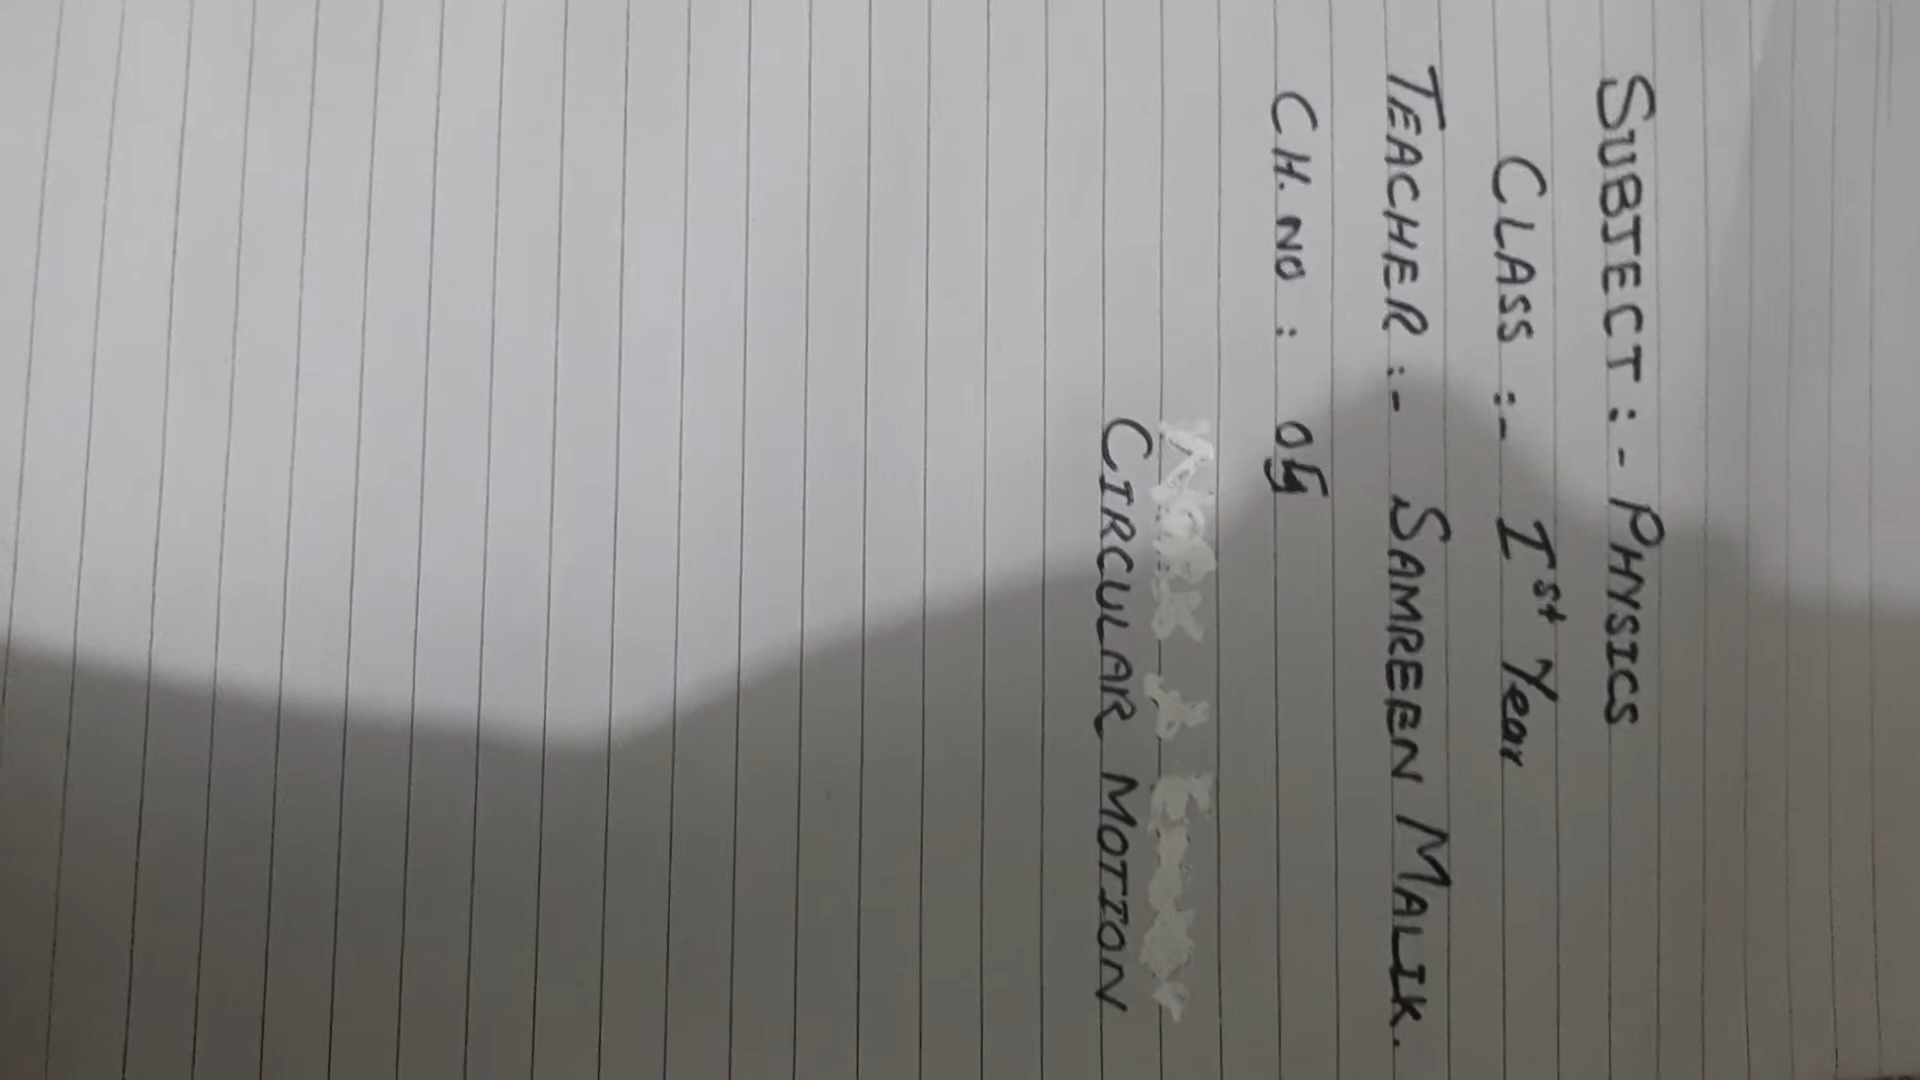 SUBJECT :- PHYSICS
CLASS :- Ist Year
TEACHER :- SAMREEN MALIK.
CH. NO : 05
CIRCULAR MOTION